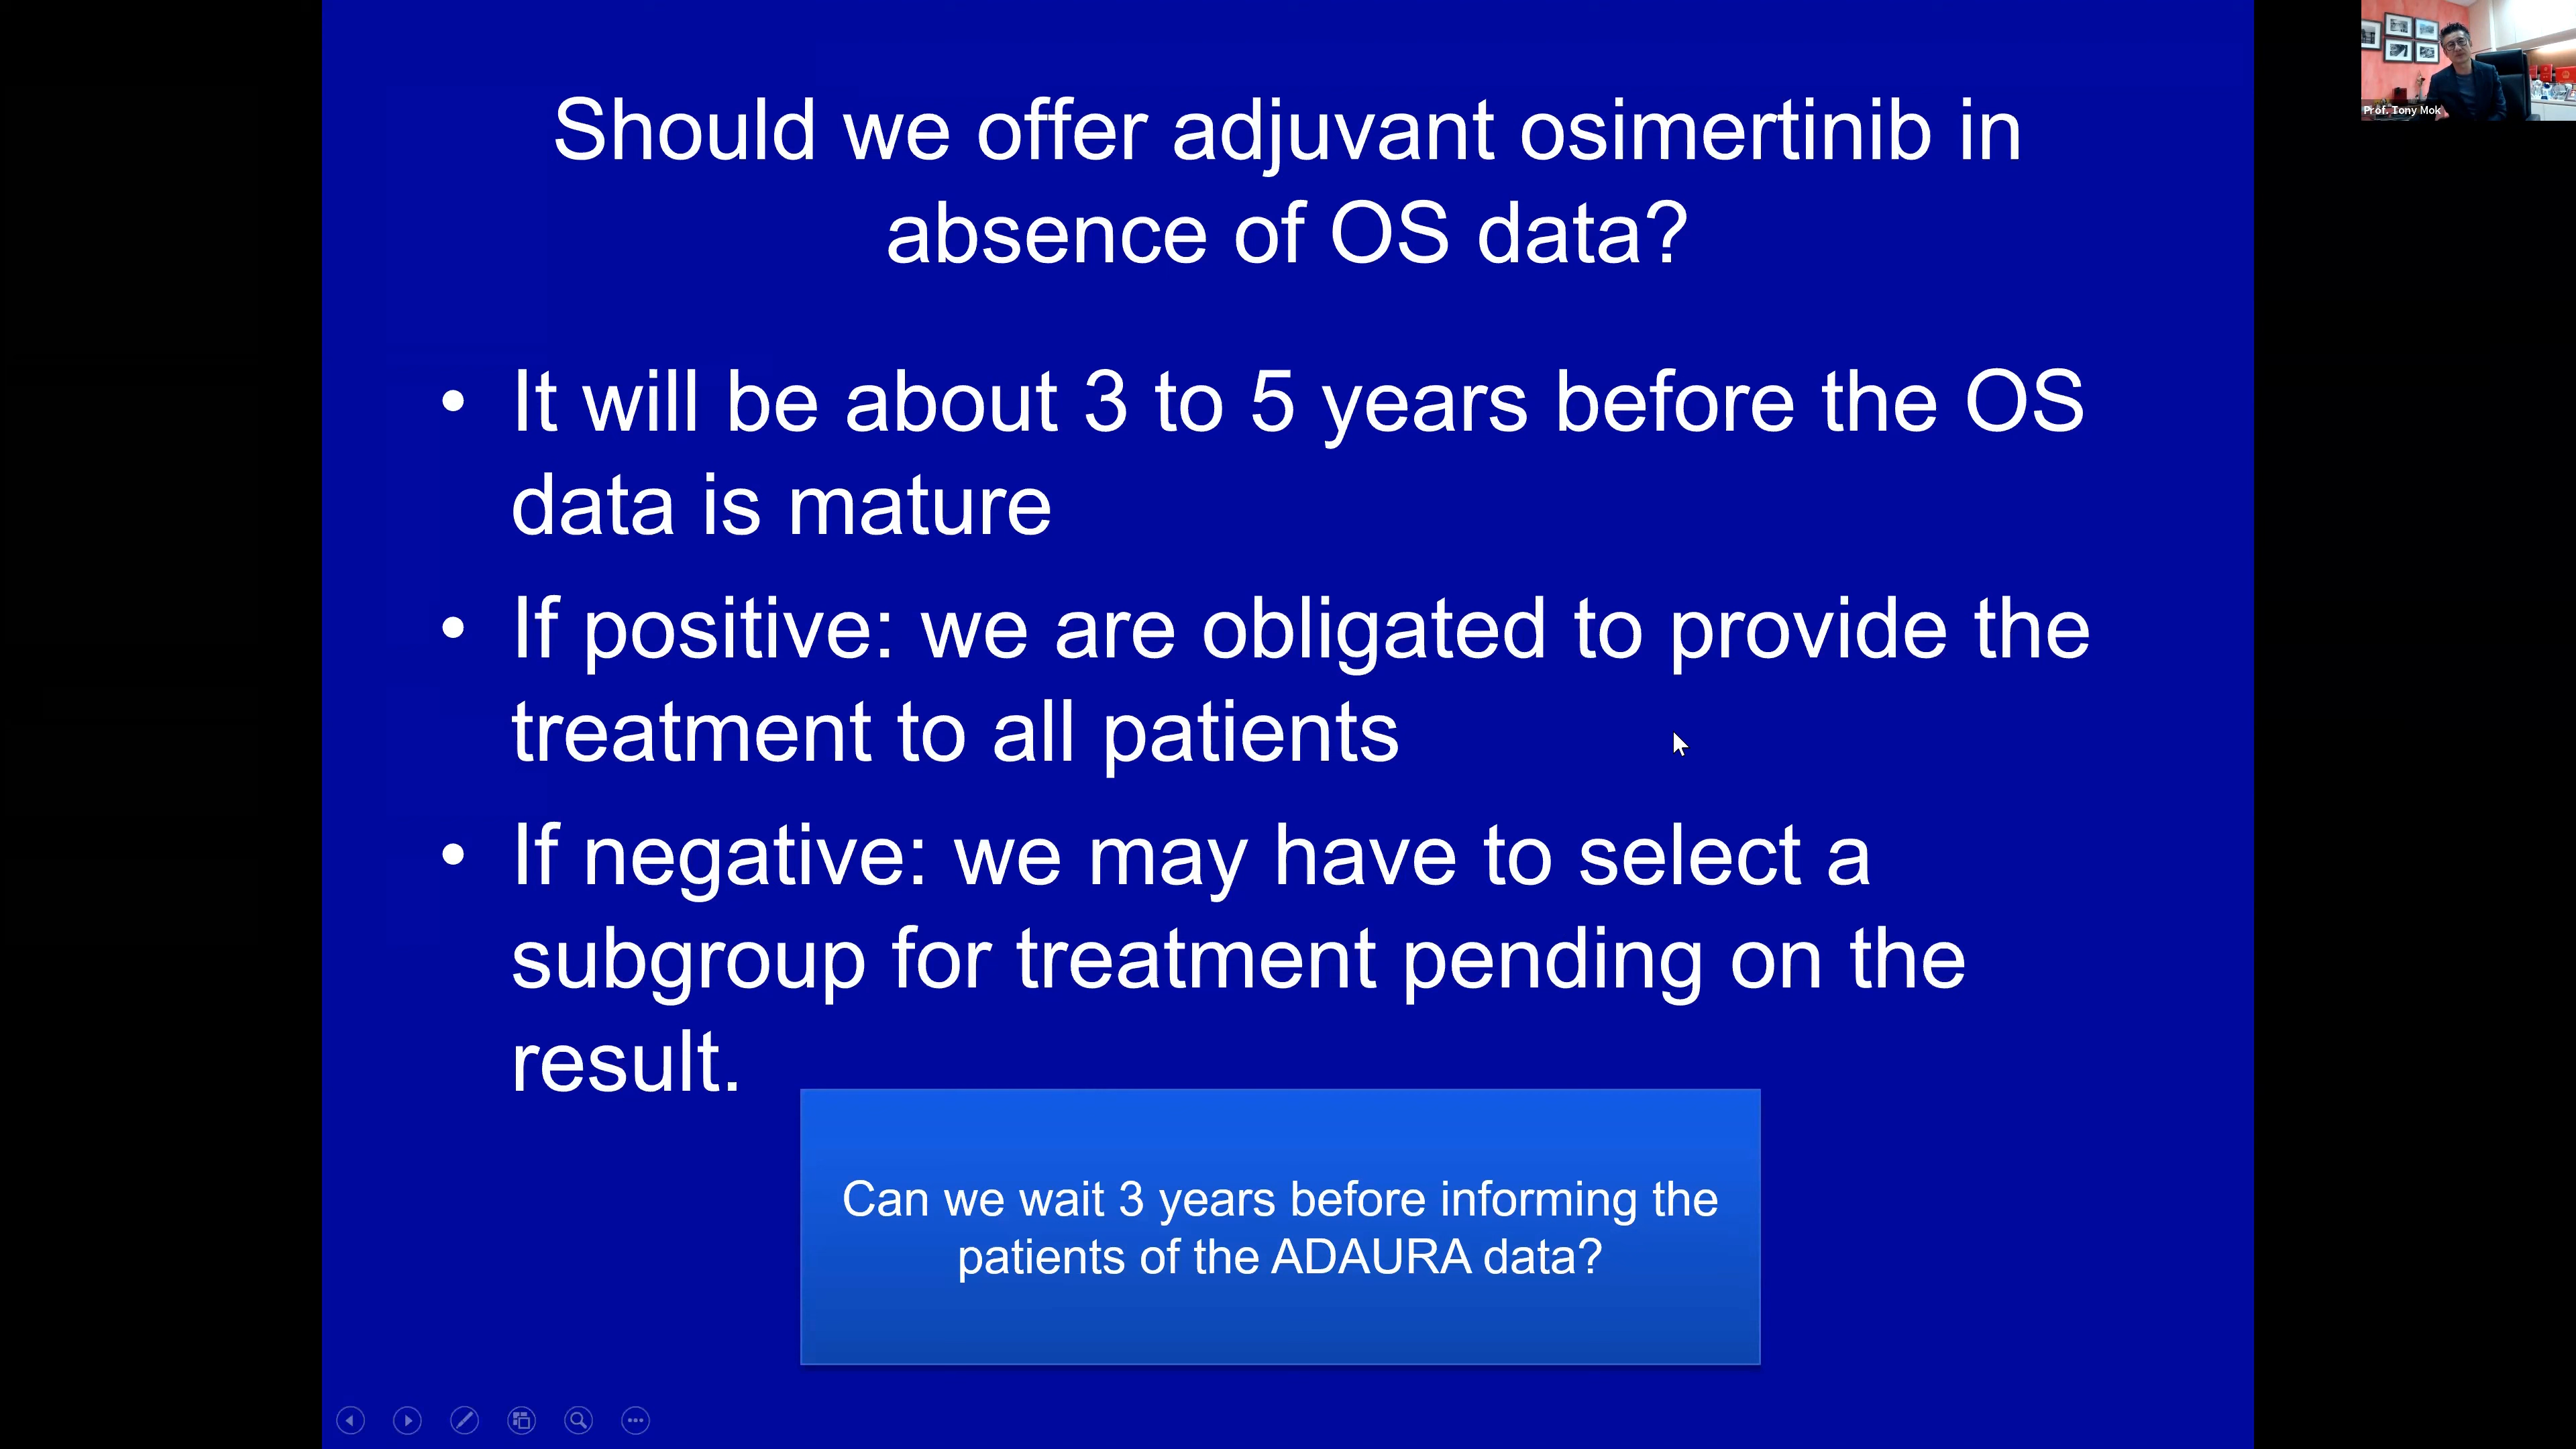 Should we offer adjuvant osimertinib in
absence of OS data?
• It will be about 3 to 5 years before the OS
data is mature
• If positive: we are obligated to provide the
treatment to all patients
• If negative: we may have to select a
subgroup for treatment pending on the
result.
Can we wait 3 years before informing the
patients of the ADAURA data?
Prof. Tony Mok